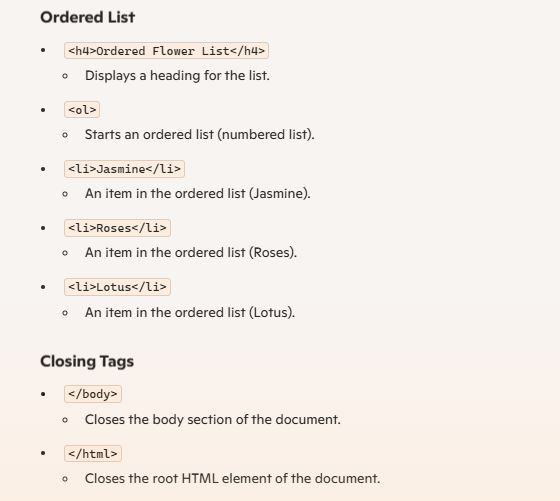 Ordered List
<h4>Ordered Flower List</h4>
Displays a heading for the list.
<ol>
Starts an ordered list (numbered list).
<li>Jasmine</li>
An item in the ordered list (Jasmine).
<li>Roses</li>
An item in the ordered list (Roses).
<li>Lotus</li>
An item in the ordered list (Lotus).
Closing Tags
</body>
Closes the body section of the document.
</html>
Closes the root HTML element of the document.